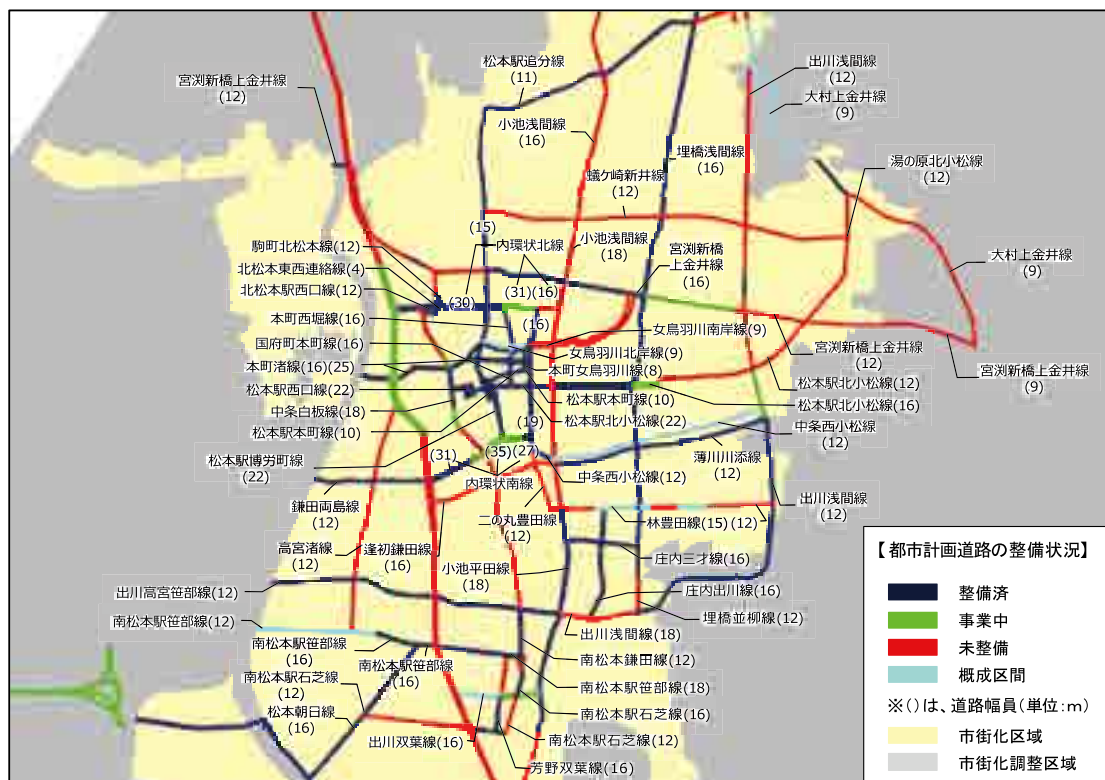 松本駅追分線
(11)
宮渕新橋上金井線
(12)
出川浅間線
(12)
大村上金井線
(9)
小池浅間線
(16)
埋橋浅間線
(16)
蟻ケ崎新井線
(12)
湯の原北小松線
(12)
(15)
内環状北線
小池浅間線
(18)
宮渕新橋
上金井線
(16)
駒町北松本線(12)
北松本東西連絡線(4)
北松本駅西口線(12)
大村上金井線
(9)
(30)
(31)
(16)
本町西堀線(16)
(16)
女鳥羽川南岸線(9)
国府町本町線(16)
女鳥羽川北岸線(9)
宮渕新橋上金井線
(12)
本町渚線(16)(25)
本町女鳥羽川線(8)
宮渕新橋上金井線
(9)
松本駅西口線(22)
松本駅北小松線(12)
松本駅本町線(10)
松本駅北小松線(16)
中条白板線(18)
(19)
松本駅北小松線(22)
松本駅本町線(10)
中条西小松線
(12)
松本駅博労町線
(22)
(31)
(35)
(27)
薄川川添線
(12)
内環状南線
中条西小松線(12)
鎌田両島線
(12)
出川浅間線
(12)
二の丸豊田線
(12)
林豊田線(15)
(12)
高宮渚線
(12)
逢初鎌田線
(16)
小池平田線
(18)
庄内三才線(16)
出川高宮笹部線(12)
庄内出川線(16)
南松本駅笹部線(12)
埋橋並柳線(12)
出川浅間線(18)
南松本駅笹部線
(16)
南松本駅笹部線
(16)
南松本鎌田線(12)
南松本駅石芝線
(12)
南松本駅笹部線(18)
松本朝日線
(16)
南松本駅石芝線(16)
出川双葉線(16)
南松本駅石芝線(12)
芳野双葉線(16)
【都市計画道路の整備状況】
整備済
事業中
未整備
概成区間
※()は、道路幅員(単位:m)
市街化区域
市街化調整区域